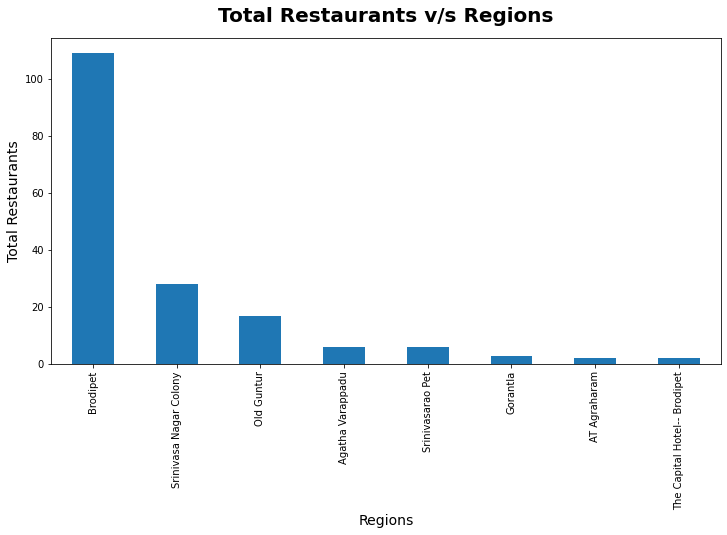 Total Restaurants v/s Regions
Total Restaurants
100
80
60
40
20
0
Brodipet
Srinivasa Nagar Colony
Old Guntur
Agatha Varappadu
Srinivasarao Pet
Gorantla
AT Agraharam
The Capital Hotel-- Brodipet
Regions